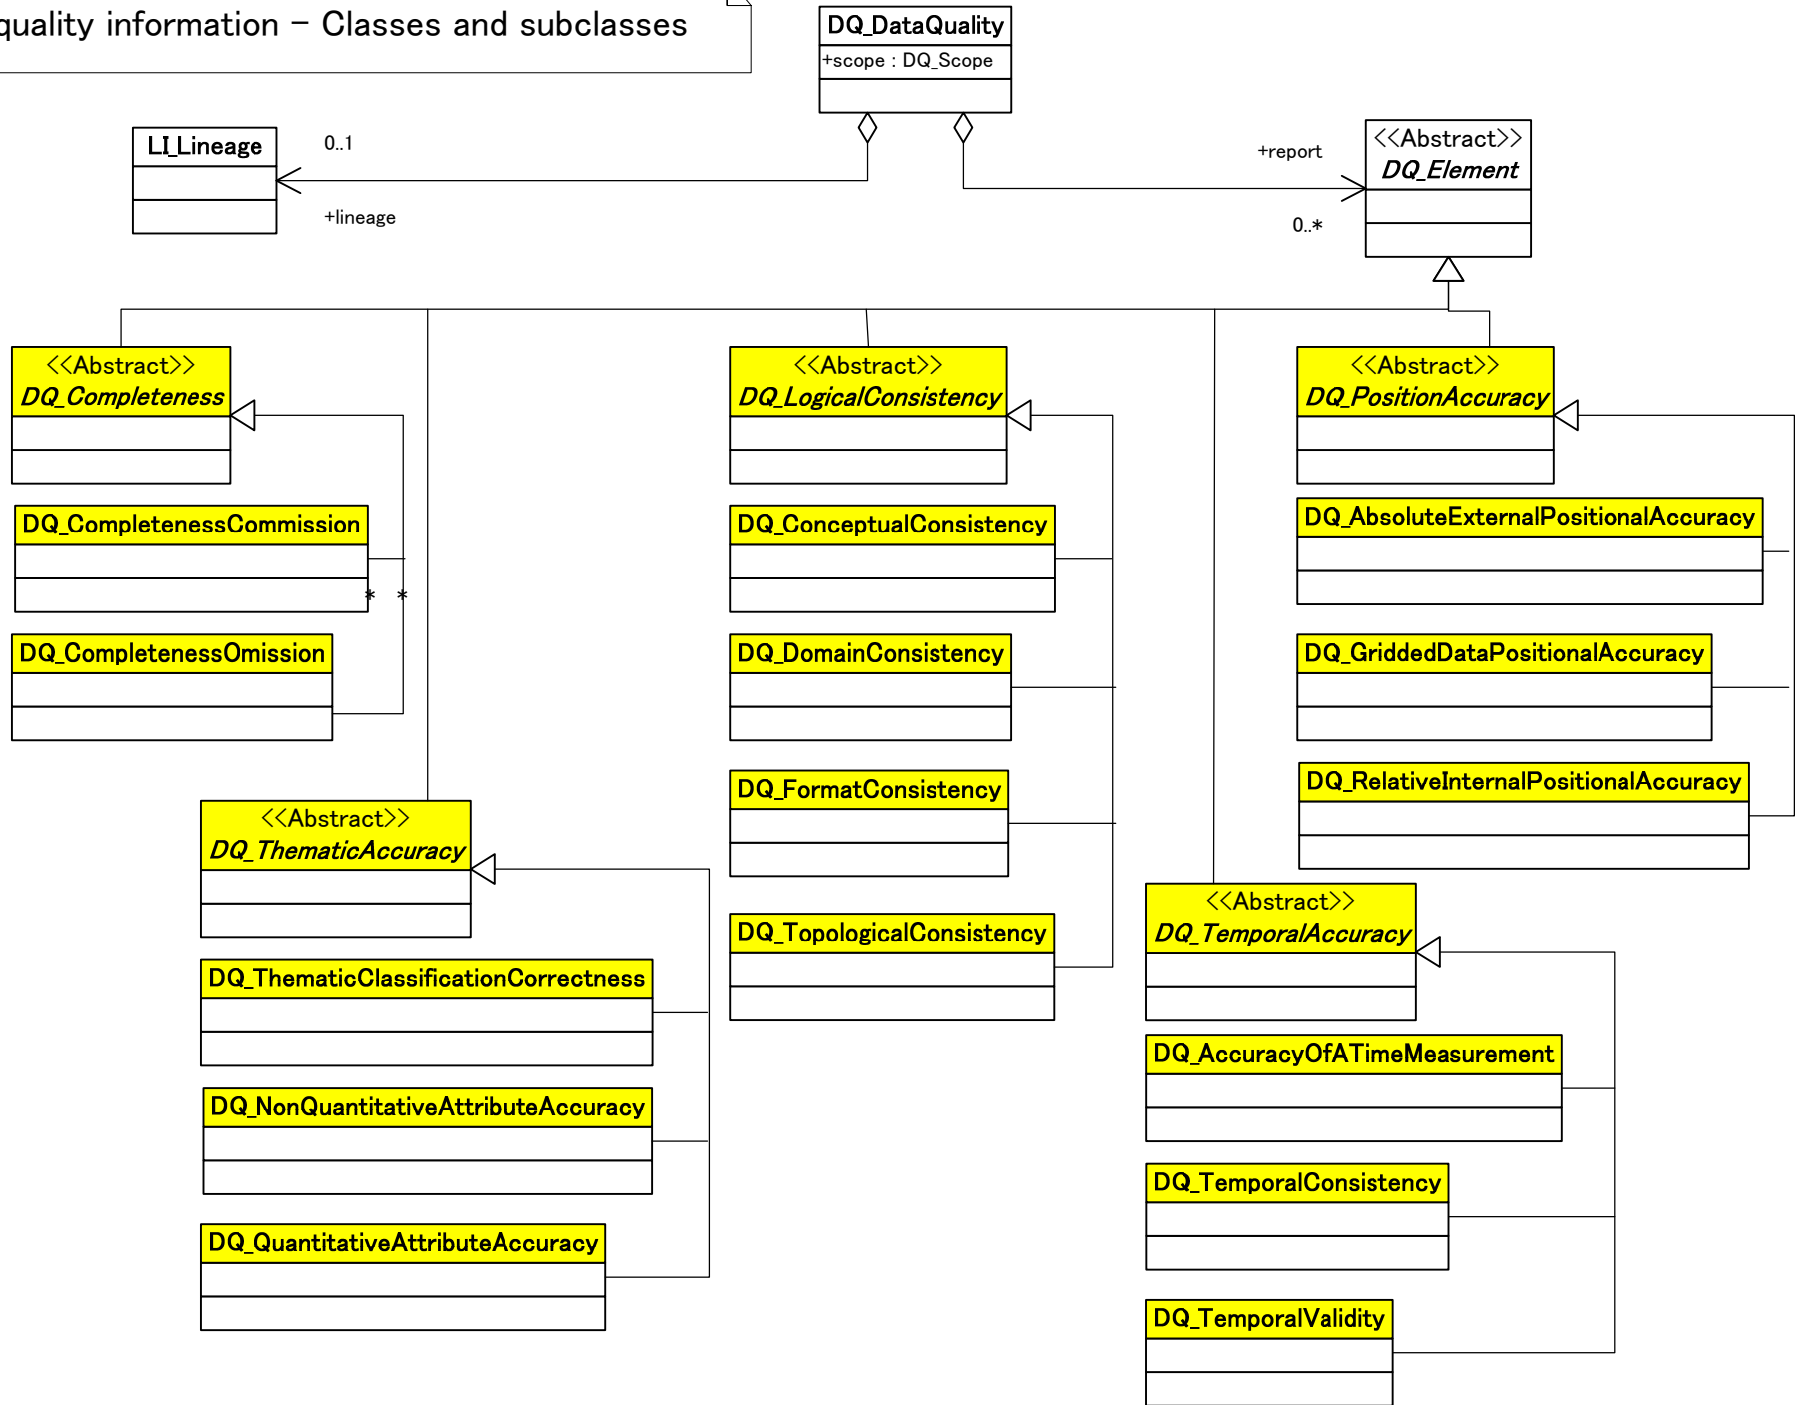 quality information - Classes and subclasses
DQ_DataQuality
+scope : DQ_Scope
LI_Lineage
0..1
+lineage
+report
0..*
<<Abstract>>
DQ_Element
<<Abstract>>
DQ_Completeness
DQ_CompletenessCommission
* *
DQ_CompletenessOmission
<<Abstract>>
DQ_ThematicAccuracy
DQ_ThematicClassificationCorrectness
DQ_NonQuantitativeAttributeAccuracy
DQ_QuantitativeAttributeAccuracy
<<Abstract>>
DQ_LogicalConsistency
DQ_ConceptualConsistency
DQ_DomainConsistency
DQ_FormatConsistency
DQ_TopologicalConsistency
<<Abstract>>
DQ_PositionAccuracy
DQ_AbsoluteExternalPositionalAccuracy
DQ_GriddedDataPositionalAccuracy
DQ_RelativeInternalPositionalAccuracy
<<Abstract>>
DQ_TemporalAccuracy
DQ_AccuracyOfATimeMeasurement
DQ_TemporalConsistency
DQ_TemporalValidity